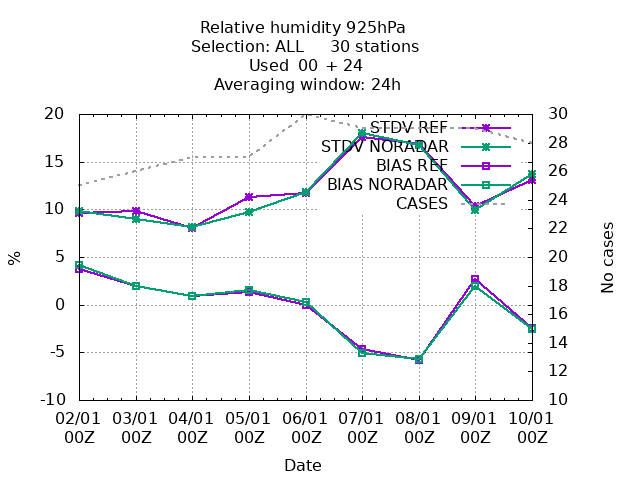 Relative humidity 925hPa
Selection: ALL 30 stations
Used 00 + 24
Averaging window: 24h
20
15
10
5
0
-5
-10
%
STDV REF
STDV NORADAR
BIAS REF
BIAS NORADAR
CASES
30
28
26
24
22
20
18
16
14
12
10
No cases
02/01 03/01 04/01 05/01 06/01 07/01 08/01 09/01 10/01
00Z 00Z 00Z 00Z 00Z 00Z 00Z 00Z 00Z
Date